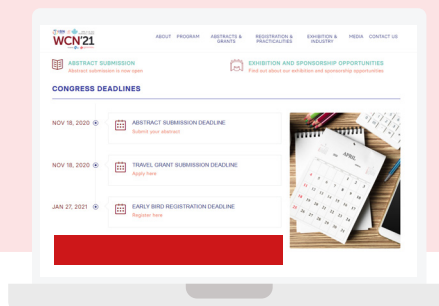 WCN'21
ABOUT PROGRAM ABSTRACTS & GRANTS REGISTRATION & PRACTICALITIES EXHIBITION & INDUSTRY MEDIA CONTACT US
ABSTRACT SUBMISSION
Abstract submission is now open
EXHIBITION AND SPONSORSHIP OPPORTUNITIES
Find out about our exhibition and sponsorship opportunities
CONGRESS DEADLINES
NOV 18, 2020
ABSTRACT SUBMISSION DEADLINE
Submit your abstract
NOV 18, 2020
TRAVEL GRANT SUBMISSION DEADLINE
Apply here
JAN 27, 2021
EARLY BIRD REGISTRATION DEADLINE
Register here
APRIL